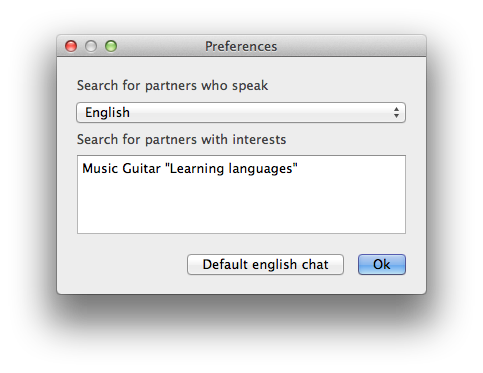 Preferences
Search for partners who speak
English
Search for partners with interests
Music Guitar "Learning languages"
Default english chat
Ok